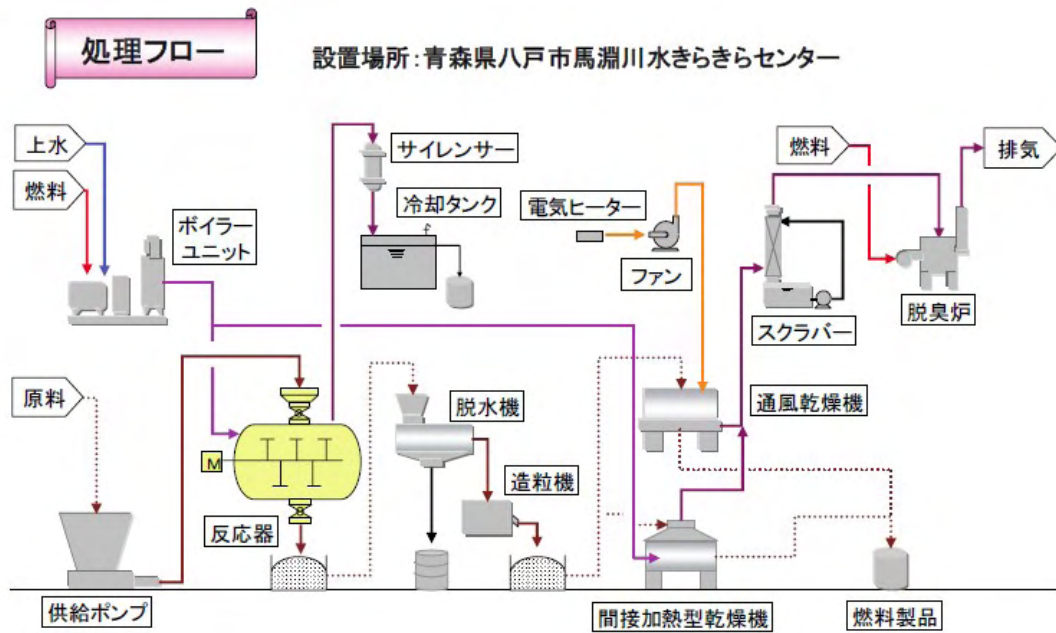 処理フロー
設置場所：青森県八戸市馬淵川水きらきらセンター
上水
燃料
ボイラー
ユニット
サイレンサー
冷却タンク
電気ヒーター
ファン
燃料
排気
スクラバー
脱臭炉
原料
M
反応器
脱水機
造粒機
通風乾燥機
供給ポンプ
間接加熱型乾燥機
燃料製品